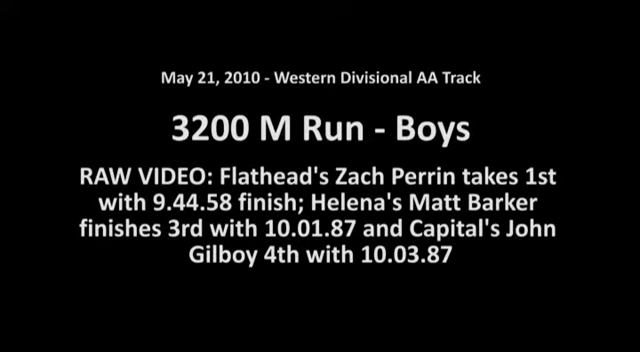 May 21, 2010 - Western Divisional AA Track
3200 M Run - Boys
RAW VIDEO: Flathead's Zach Perrin takes 1st
with 9.44.58 finish; Helena's Matt Barker
finishes 3rd with 10.01.87 and Capital's John
Gilboy 4th with 10.03.87